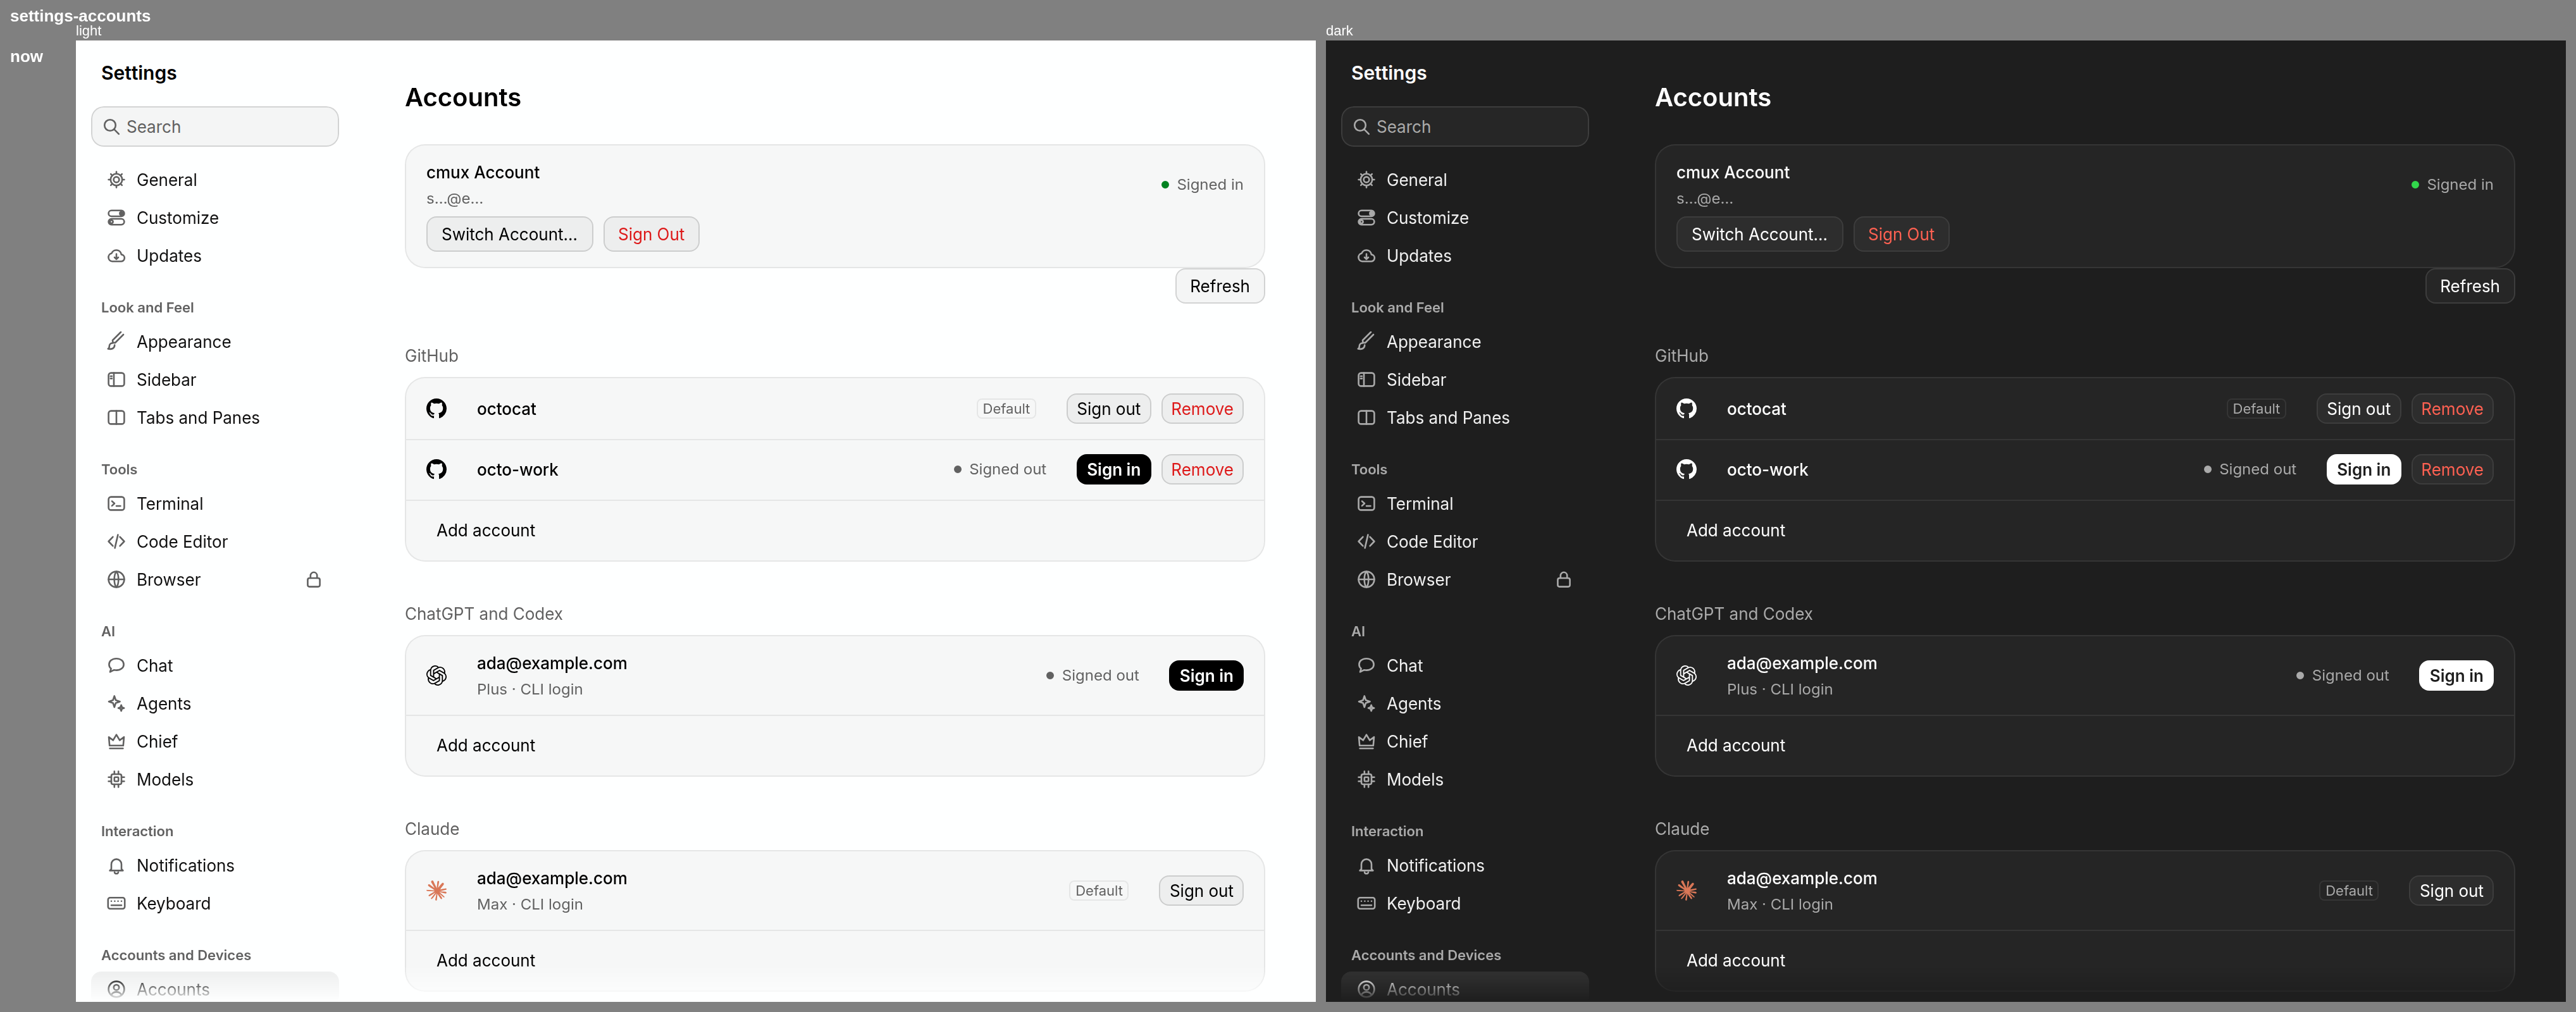 settings-accounts
now
light
Settings
Search
General
Customize
Updates
Look and Feel
Appearance
Sidebar
Tabs and Panes
Tools
Terminal
Code Editor
Browser
AI
Chat
Agents
Chief
Models
Interaction
Notifications
Keyboard
Accounts and Devices
Accounts
Accounts
cmux Account
s...@e...
Signed in
Switch Account... Sign Out
Refresh
GitHub
octocat Default Sign out Remove
octo-work Signed out Sign in Remove
Add account
ChatGPT and Codex
ada@example.com
Plus · CLI login
Signed out Sign in
Add account
Claude
ada@example.com
Max · CLI login
Default Sign out
Add account
dark
Settings
Search
General
Customize
Updates
Look and Feel
Appearance
Sidebar
Tabs and Panes
Tools
Terminal
Code Editor
Browser
AI
Chat
Agents
Chief
Models
Interaction
Notifications
Keyboard
Accounts and Devices
Accounts
Accounts
cmux Account
s...@e...
Signed in
Switch Account... Sign Out
Refresh
GitHub
octocat Default Sign out Remove
octo-work Signed out Sign in Remove
Add account
ChatGPT and Codex
ada@example.com
Plus · CLI login
Signed out Sign in
Add account
Claude
ada@example.com
Max · CLI login
Default Sign out
Add account